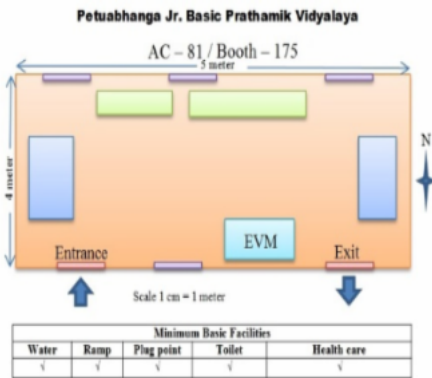 Petuabhanga Jr. Basic Prathamik Vidyalaya
AC – 81 / Booth – 175
5 meter
4 meter
N
Entrance
EVM
Exit
Scale 1 cm = 1 meter
Minimum Basic Facilities
Water Ramp Plug point Toilet Health care
√ √ √ √ √